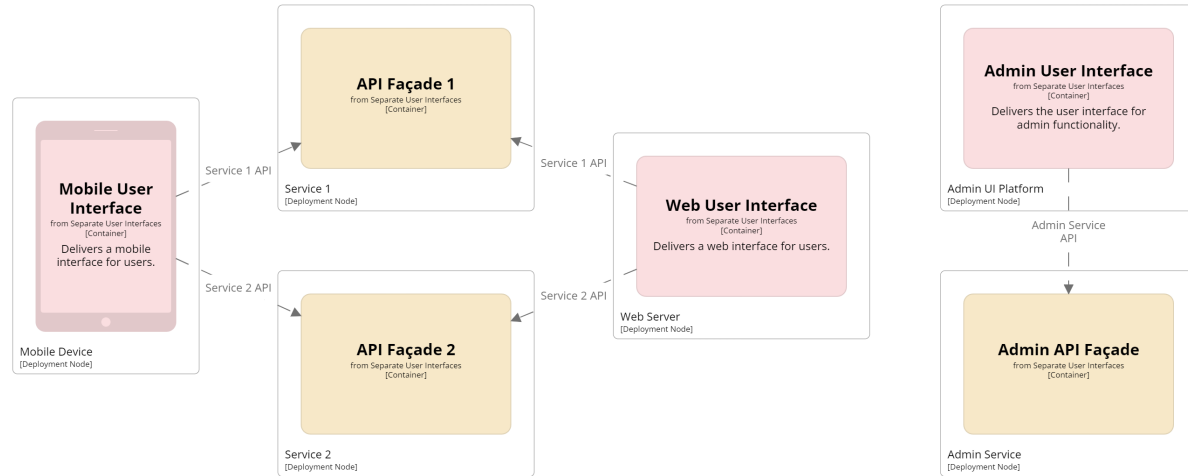 Mobile User
Interface
from Separate User Interfaces
[Container]
Delivers a mobile
interface for users.
Mobile Device
[Deployment Node]
Service 1 API
Service 2 API
API Façade 1
from Separate User Interfaces
[Container]
Service 1
[Deployment Node]
API Façade 2
from Separate User Interfaces
[Container]
Service 2
[Deployment Node]
Service 1 API
Service 2 API
Web User Interface
from Separate User Interfaces
[Container]
Delivers a web interface for users.
Web Server
[Deployment Node]
Admin User Interface
from Separate User Interfaces
[Container]
Delivers the user interface for
admin functionality.
Admin UI Platform
[Deployment Node]
Admin Service
API
Admin API Façade
from Separate User Interfaces
[Container]
Admin Service
[Deployment Node]